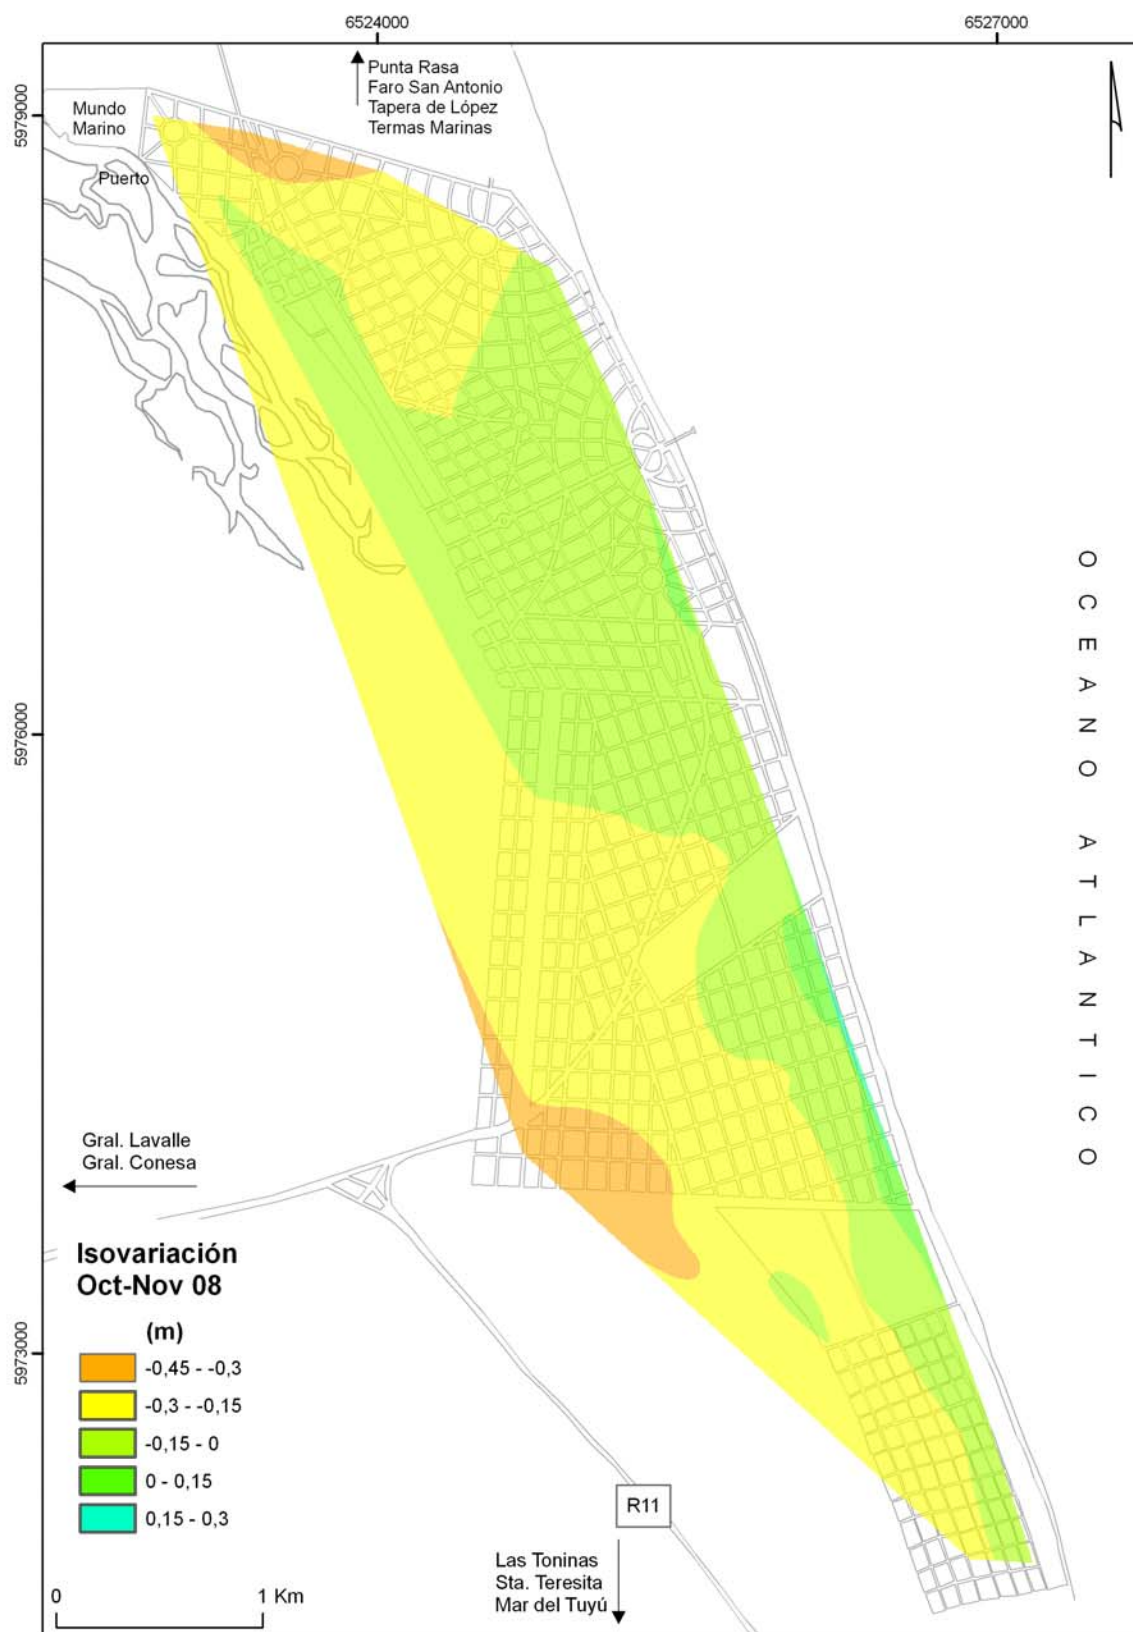 6524000
6527000
5979000
5976000
5973000
Punta Rasa
Faro San Antonio
Tapera de López
Termas Marinas
Mundo
Marino
Puerto
OCEANO ATLANTICO
Gral. Lavalle
Gral. Conesa
Isovariación
Oct-Nov 08
(m)
-0,45 - -0,3
-0,3 - -0,15
-0,15 - 0
0 - 0,15
0,15 - 0,3
R11
Las Toninas
Sta. Teresita
Mar del Tuyú
0 1 Km